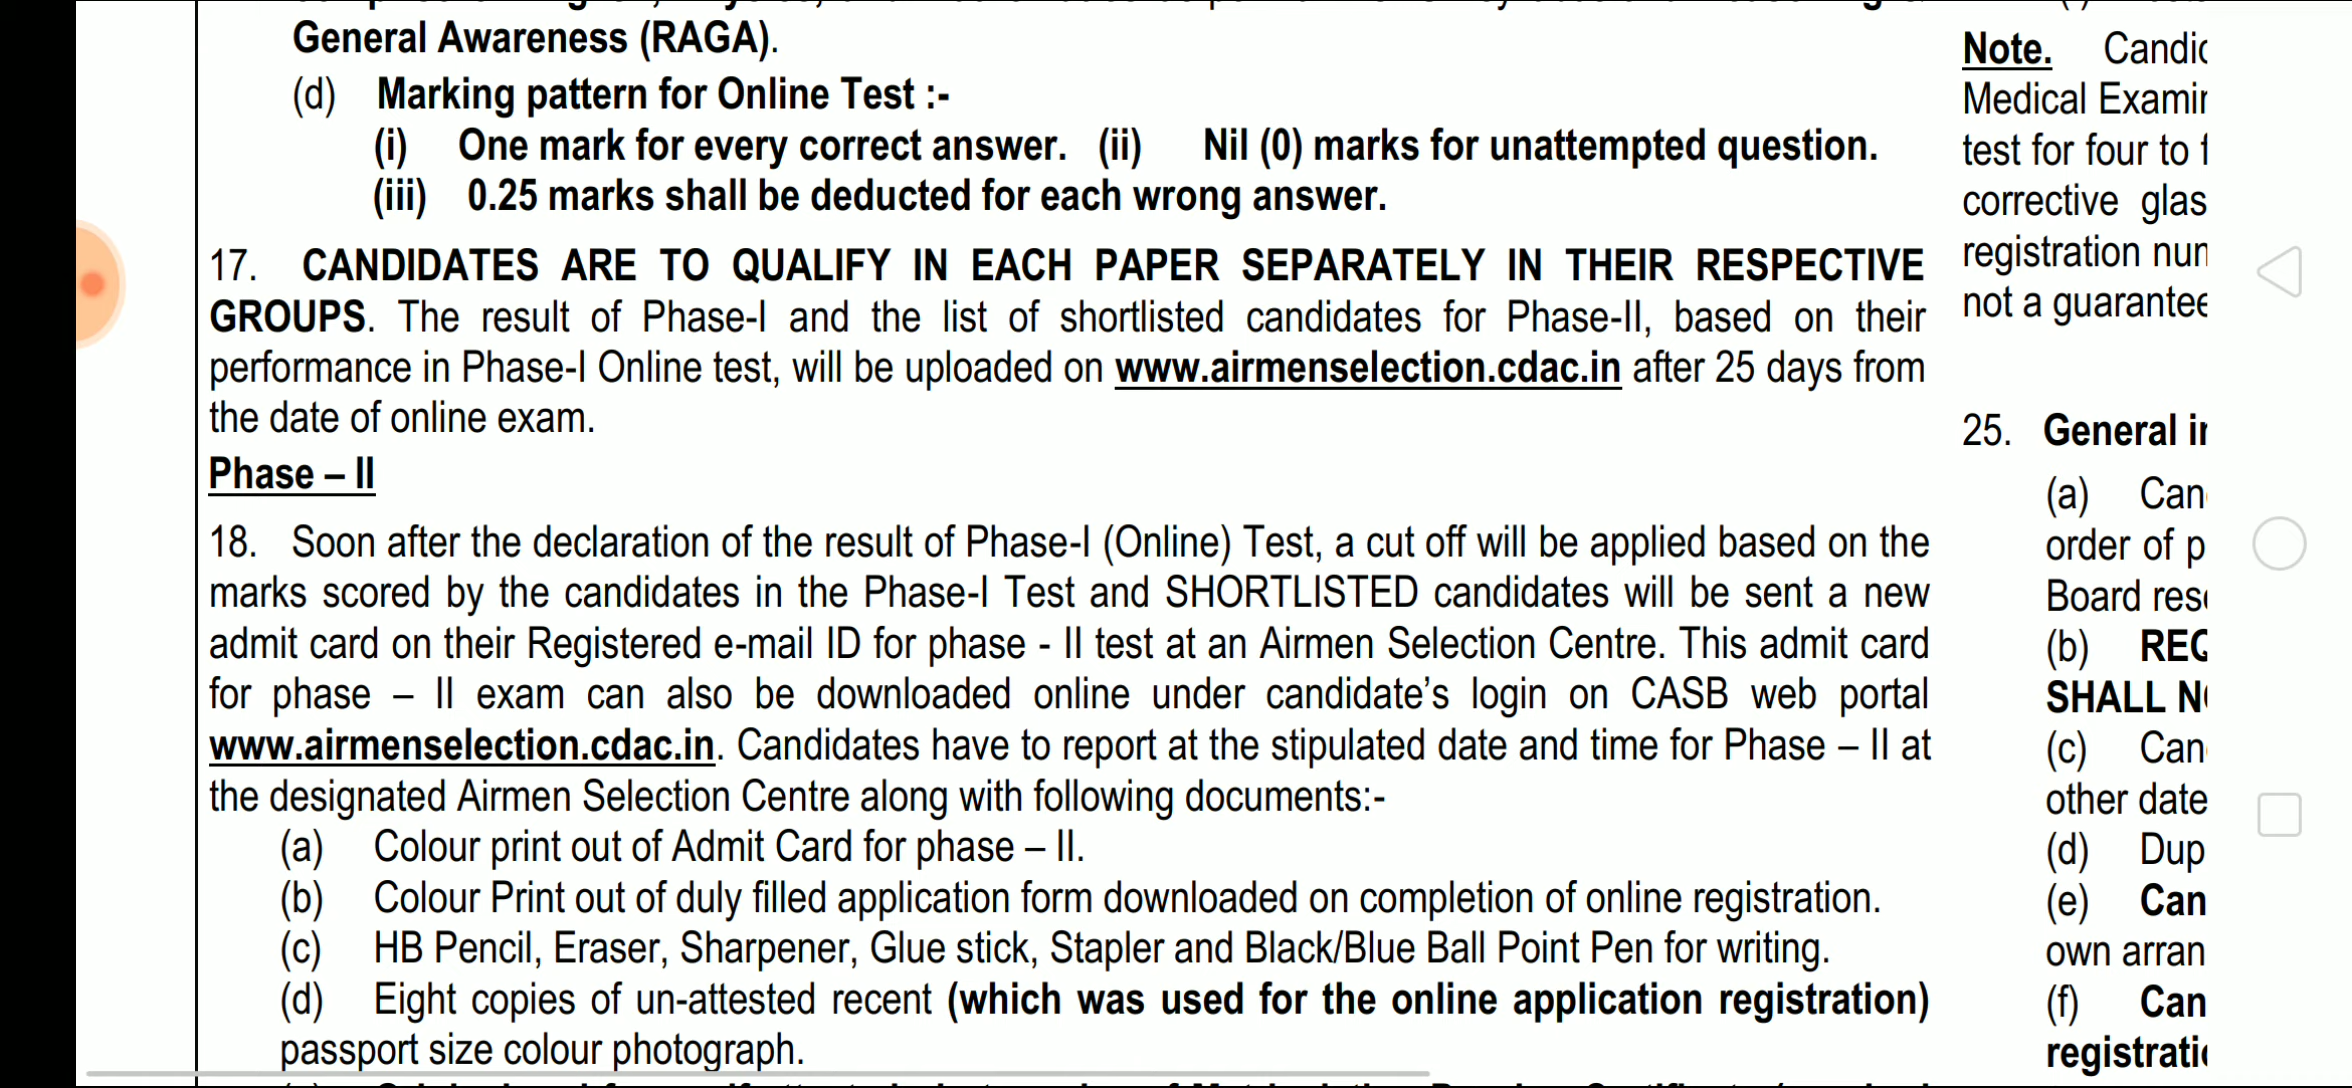 General Awareness (RAGA).
(d) Marking pattern for Online Test :-
(i) One mark for every correct answer. (ii) Nil (0) marks for unattempted question.
(iii) 0.25 marks shall be deducted for each wrong answer.
17. CANDIDATES ARE TO QUALIFY IN EACH PAPER SEPARATELY IN THEIR RESPECTIVE
GROUPS. The result of Phase-I and the list of shortlisted candidates for Phase-II, based on their
performance in Phase-I Online test, will be uploaded on www.airmenselection.cdac.in after 25 days from
the date of online exam.
Phase – II
18. Soon after the declaration of the result of Phase-I (Online) Test, a cut off will be applied based on the
marks scored by the candidates in the Phase-I Test and SHORTLISTED candidates will be sent a new
admit card on their Registered e-mail ID for phase - II test at an Airmen Selection Centre. This admit card
for phase – II exam can also be downloaded online under candidate’s login on CASB web portal
www.airmenselection.cdac.in. Candidates have to report at the stipulated date and time for Phase – II at
the designated Airmen Selection Centre along with following documents:-
(a) Colour print out of Admit Card for phase – II.
(b) Colour Print out of duly filled application form downloaded on completion of online registration.
(c) HB Pencil, Eraser, Sharpener, Glue stick, Stapler and Black/Blue Ball Point Pen for writing.
(d) Eight copies of un-attested recent (which was used for the online application registration)
passport size colour photograph.
Note.
Medical
test for four to
corrective
registration
not a
25. General
(a)
order of
Board
(b)
SHALL
(c)
other date
(d)
(e)
own
(f)